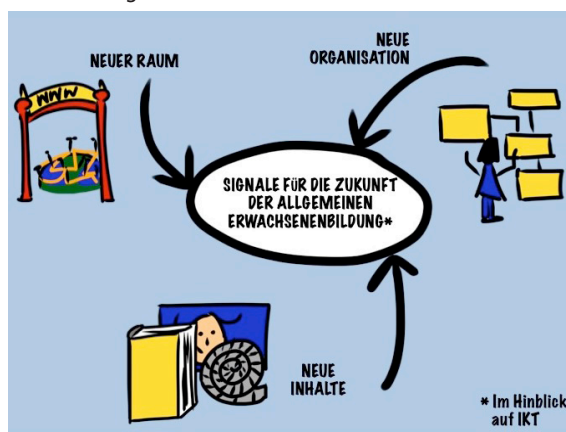 NEUER RAUM
NEUE
ORGANISATION
WWW
SIGNALE FÜR DIE ZUKUNFT
DER ALLGEMEINEN
ERWACHSENENBILDUNG*
NEUE
INHALTE
* Im Hinblick
auf IKT